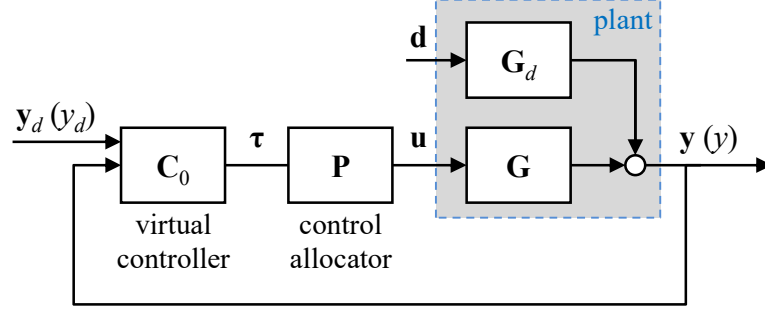 plant
d
G_d
y_d (y_d)
C_0
τ
P
u
G
y (y)
virtual
controller
control
allocator